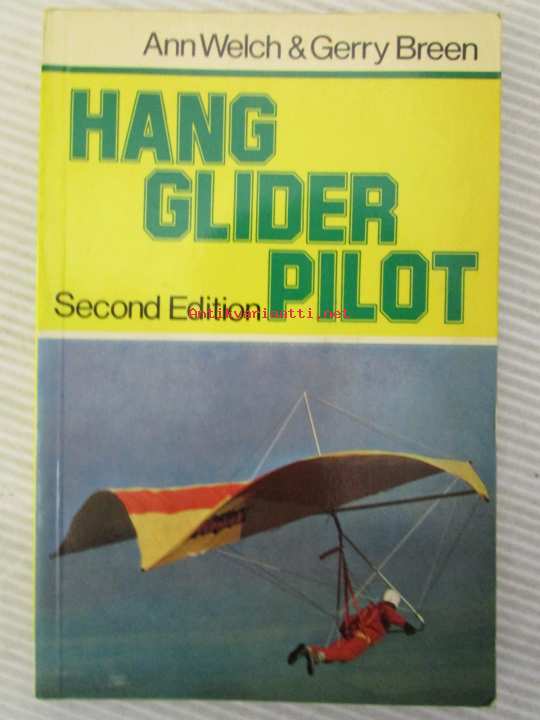 Ann Welch & Gerry Breen
HANG
GLIDER
PILOT
Second Edition
Antikvariaatti.net